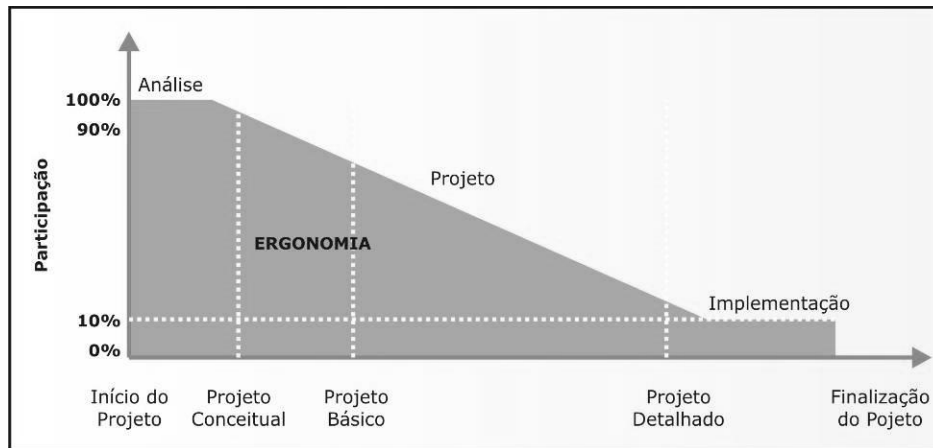 Análise
100%
90%
Participação
Projeto
ERGONOMIA
Implementação
10%
0%
Início do
Projeto
Projeto
Conceitual
Projeto
Básico
Projeto
Detalhado
Finalização
do Pojeto